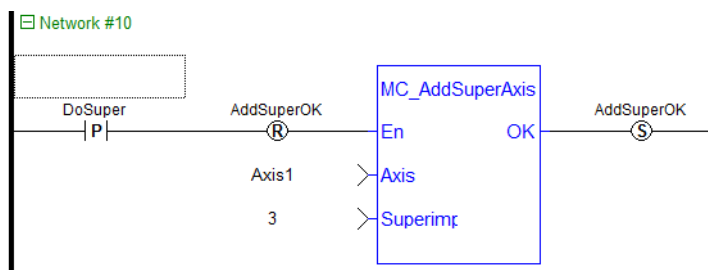 Network #10
DoSuper
P
AddSuperOK
R
MC_AddSuperAxis
En
OK
AddSuperOK
S
Axis1
Axis
3
Superimp